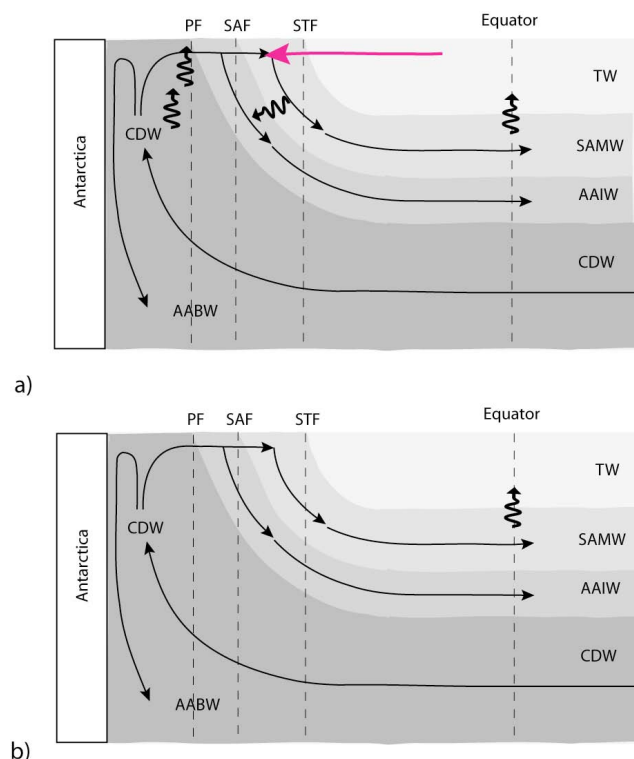 PF SAF STF Equator
TW
CDW
SAMW
AAIW
Antarctica
CDW
AABW
a)
PF SAF STF Equator
TW
CDW
SAMW
AAIW
Antarctica
CDW
AABW
b)